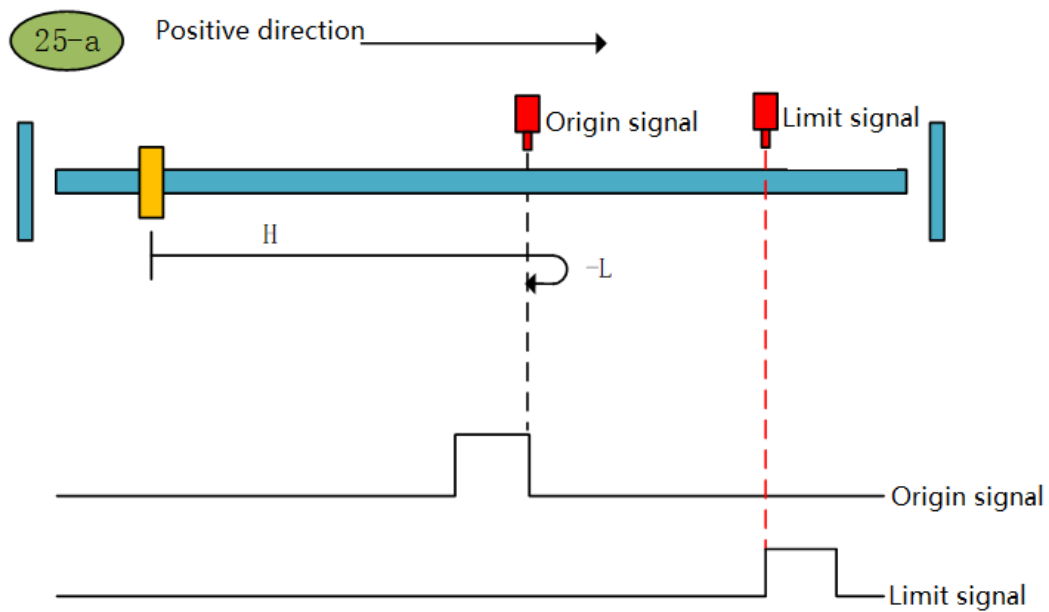 25-a
Positive direction
Origin signal
Limit signal
H
-L
Origin signal
Limit signal